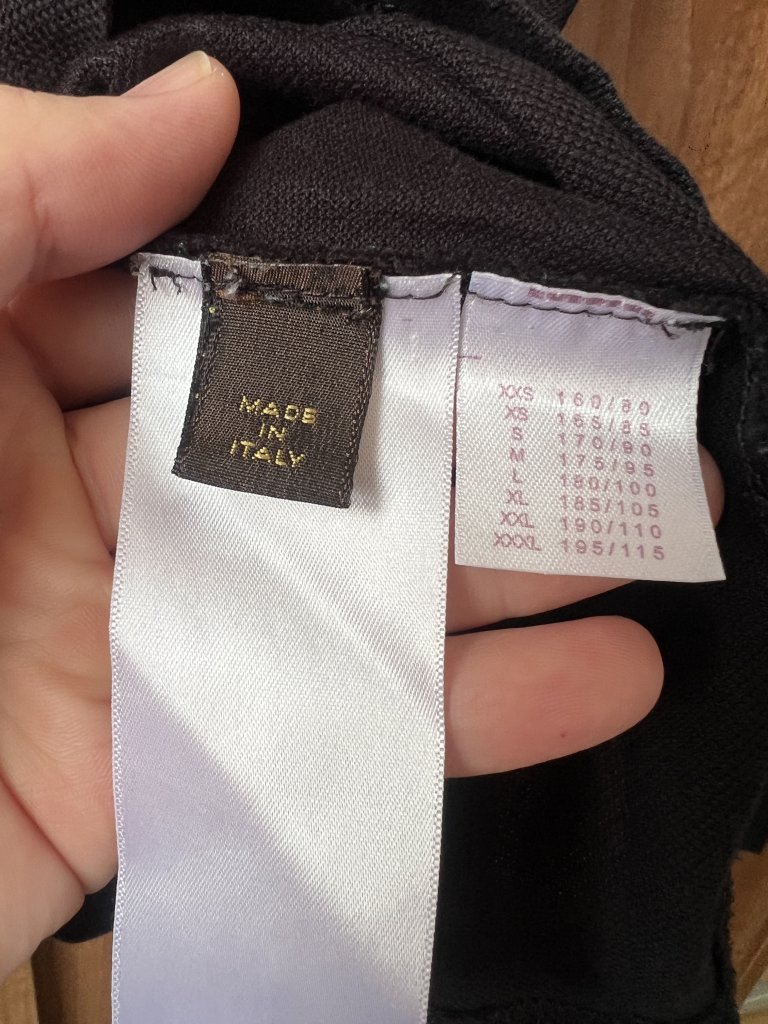 MADE
IN
ITALY
XXS 160/80
XS 165/85
S 170/90
M 175/95
L 180/100
XL 185/105
XXL 190/110
XXXL 195/115